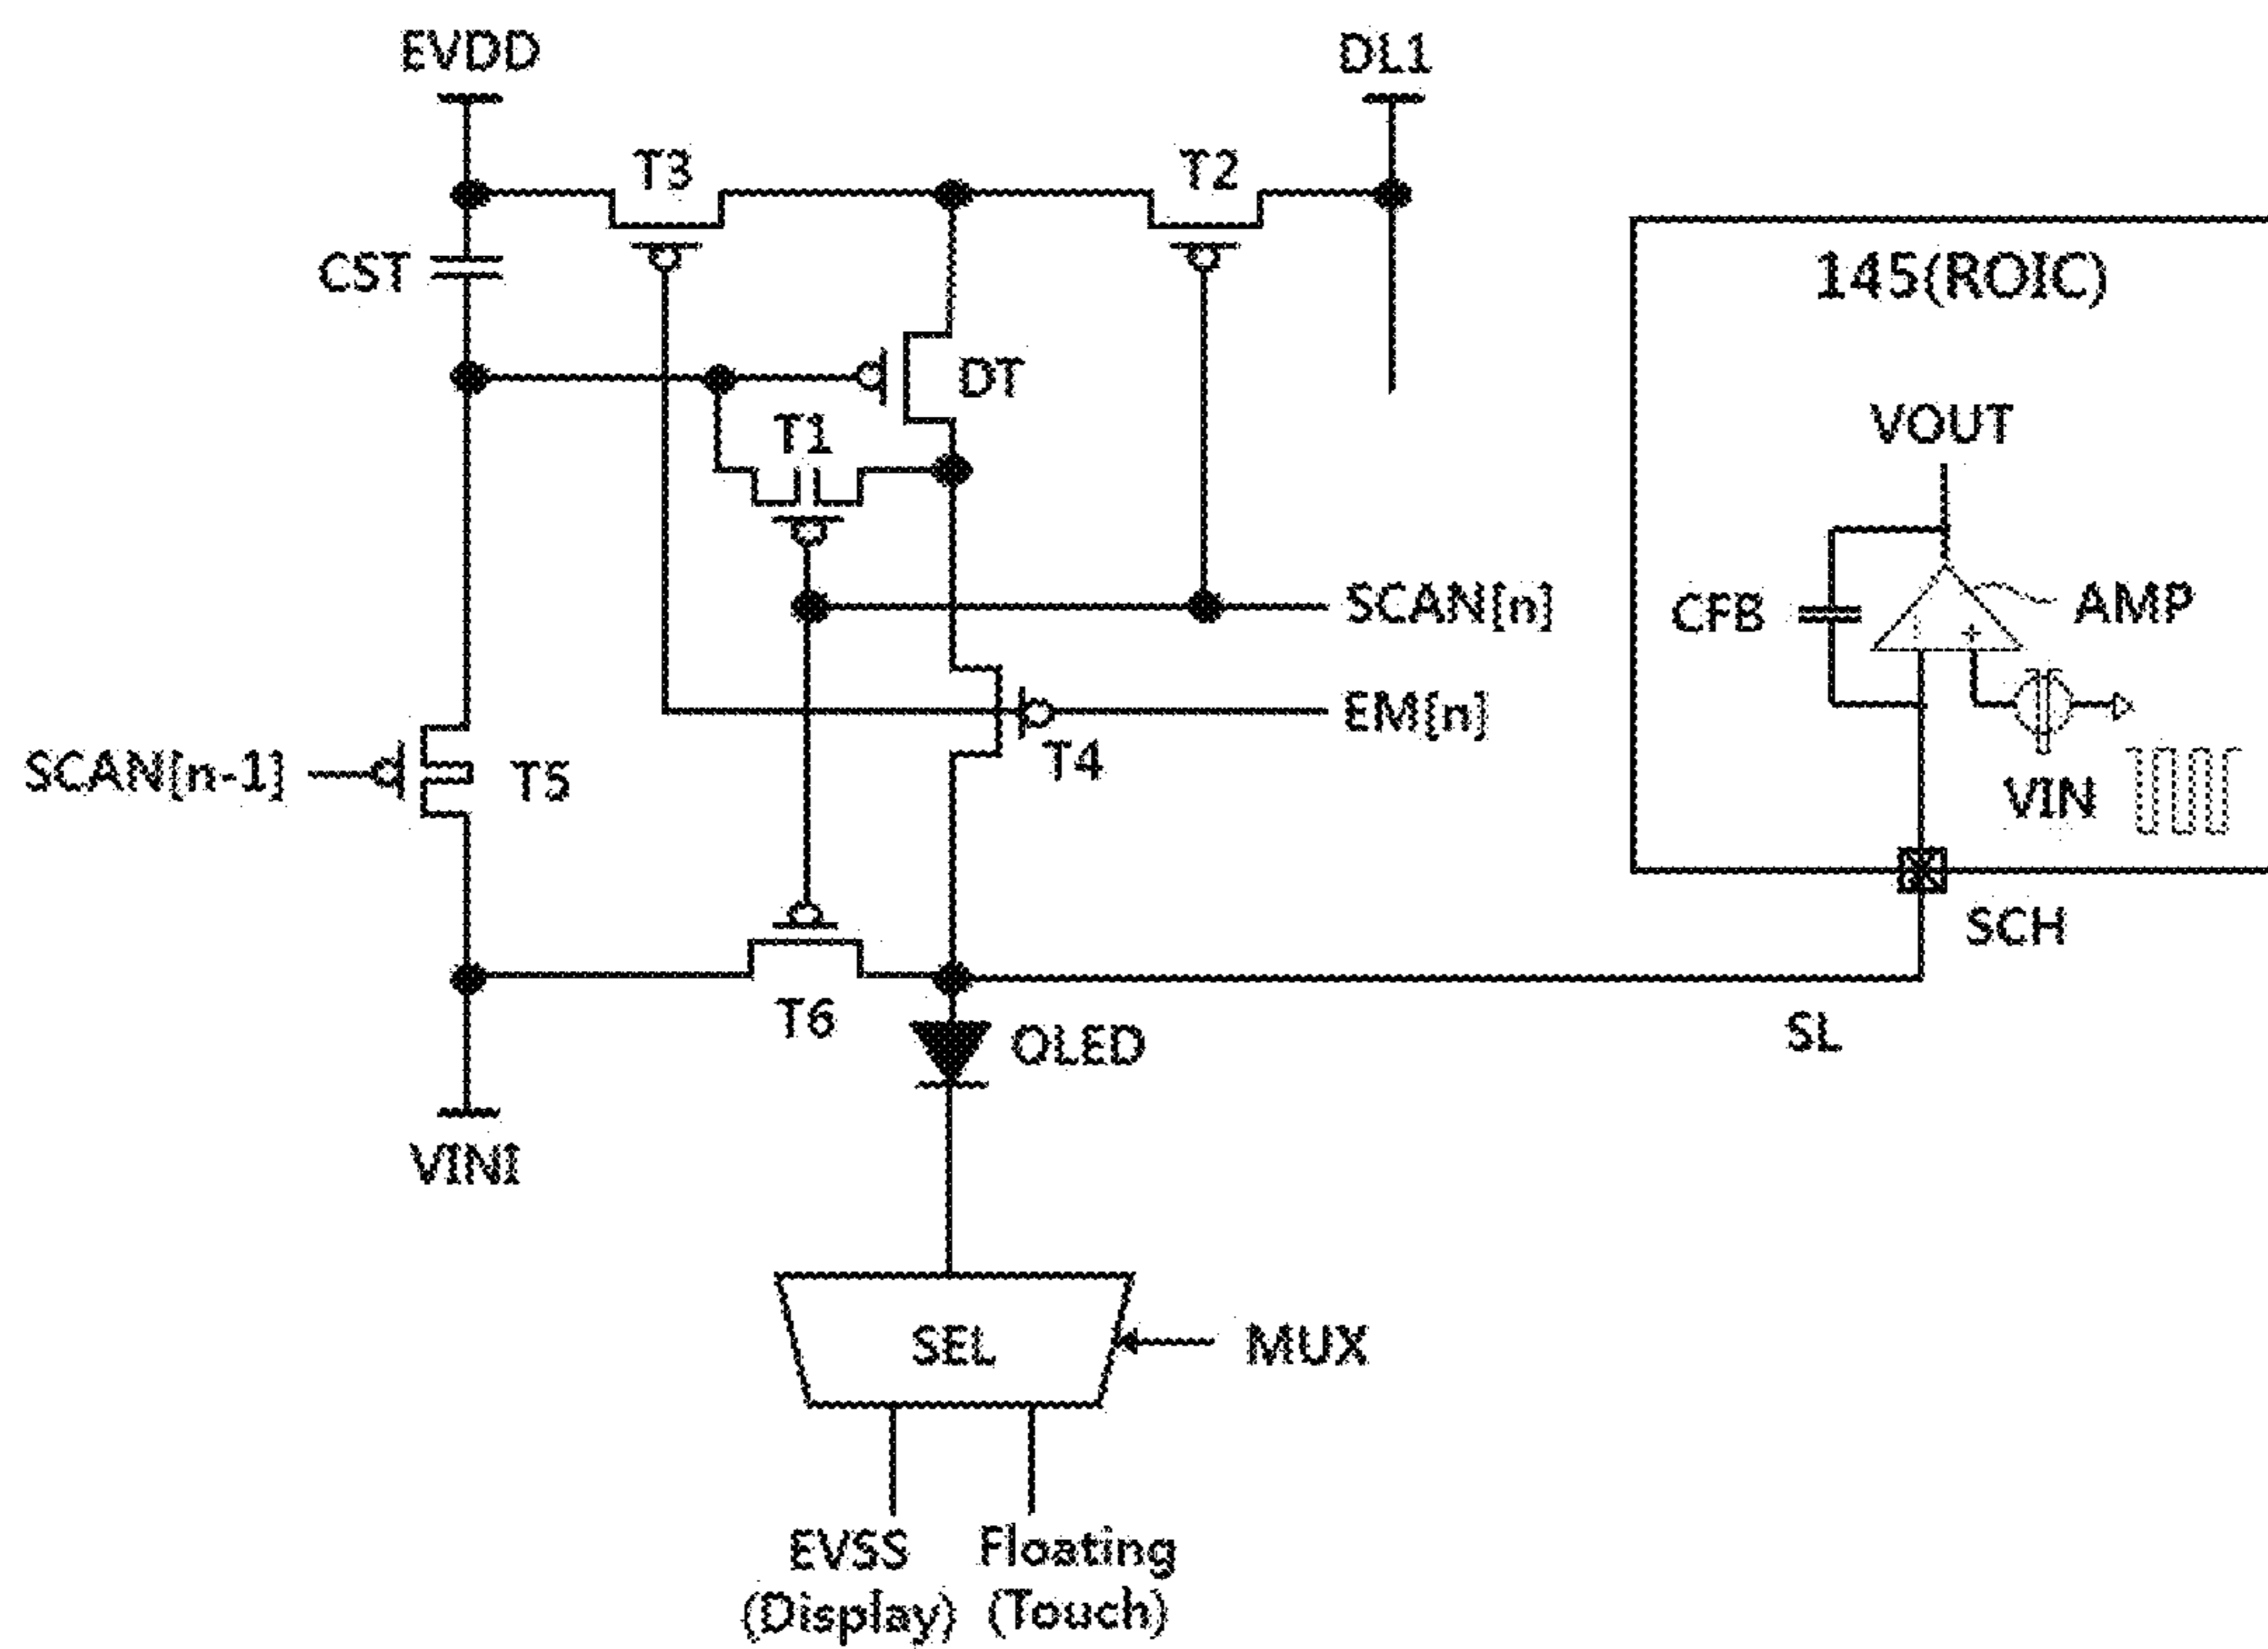 EVDD
DL1
T3
T2
CST
145(ROIC)
DT
VOUT
T1
SCAN[n]
CFB
AMP
+
EM[n]
T4
SCAN[n-1]
T5
VIN
SCH
T6
OLED
SL
VINI
SEL
MUX
EVSS
(Display)
Floating
(Touch)